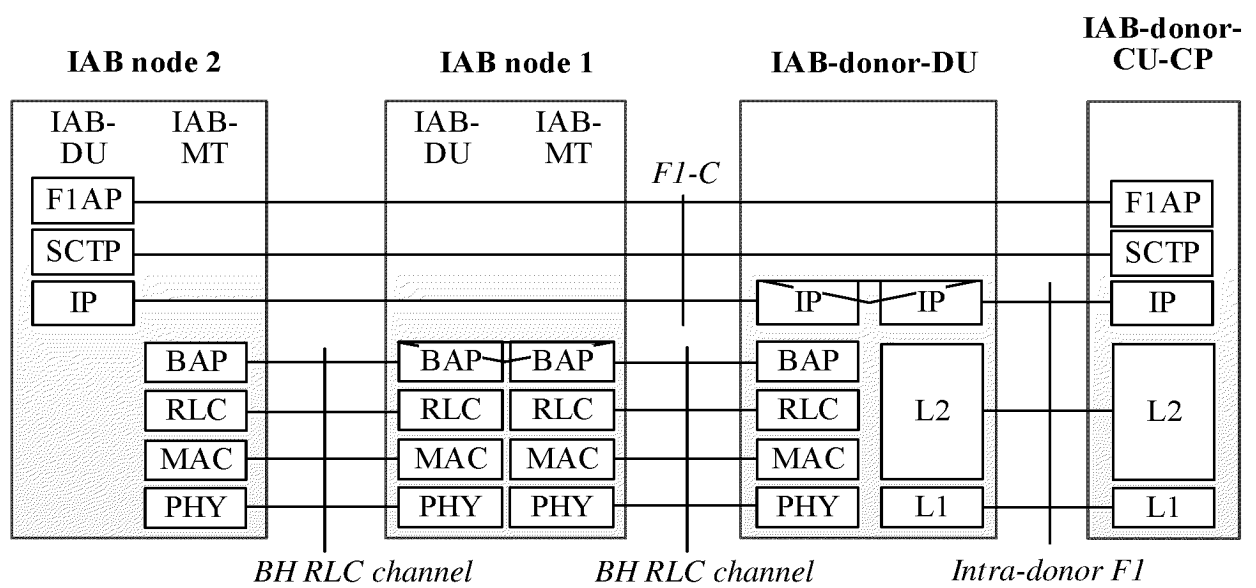 IAB node 2
IAB node 1
IAB-donor-DU
IAB-donor-
CU-CP
IAB-
DU
IAB-
MT
IAB-
DU
IAB-
MT
F1-C
F1AP
F1AP
SCTP
SCTP
IP
IP
IP
IP
BAP
BAP
BAP
BAP
RLC
RLC
RLC
RLC
L2
L2
MAC
MAC
MAC
MAC
PHY
PHY
PHY
PHY
L1
L1
BH RLC channel
BH RLC channel
Intra-donor F1